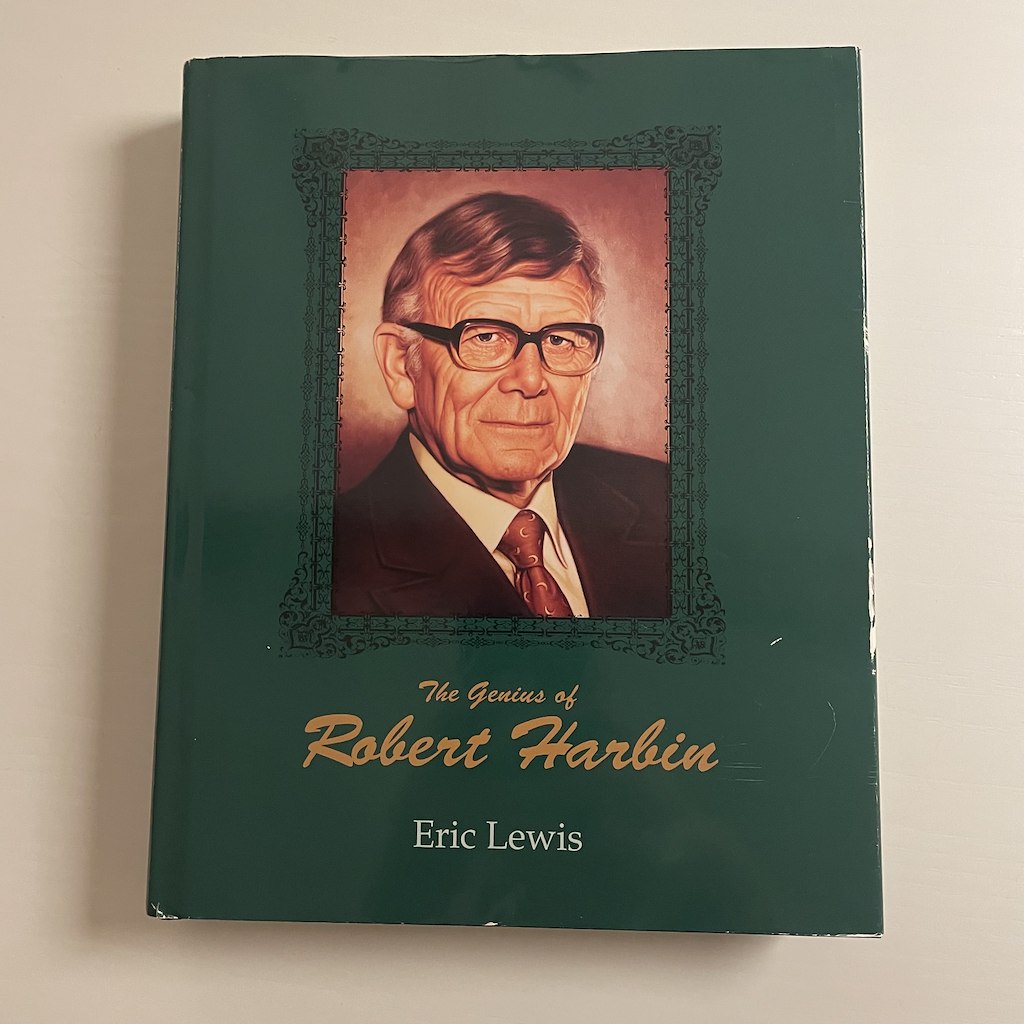 The Genius of
Robert Harbin
Eric Lewis